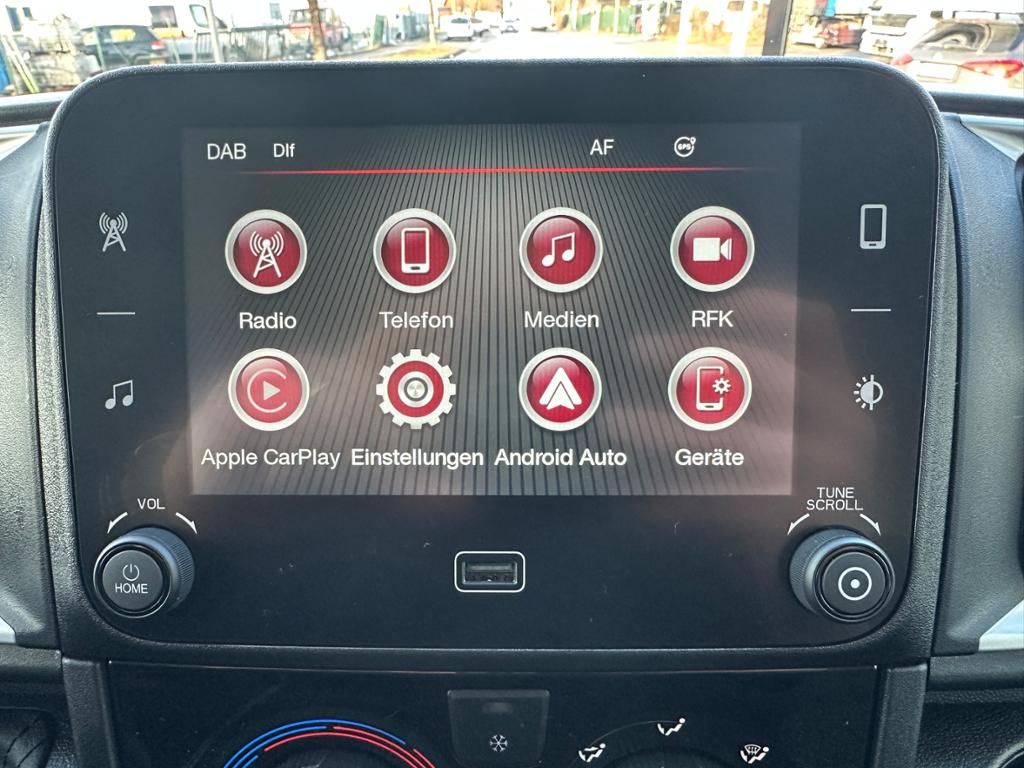 DAB Dlf AF GPS
Radio Telefon Medien RFK
Apple CarPlay Einstellungen Android Auto Geräte
VOL
TUNE
SCROLL
HOME